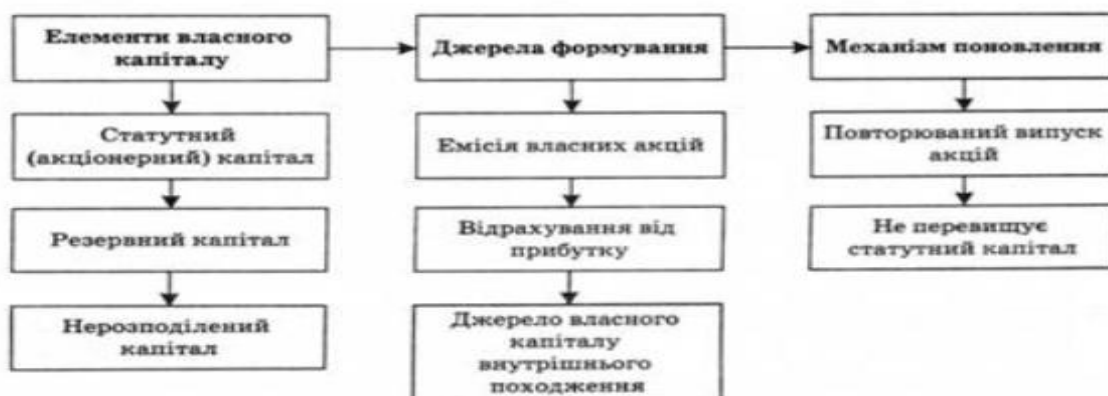 Елементи власного
капіталу
Джерела формування
Механізм поновлення
Статутний
(акціонерний) капітал
Емісія власних акцій
Повторюваний випуск
акцій
Резервний капітал
Відрахування від
прибутку
Не перевищує
статутний капітал
Нерозподілений
капітал
Джерело власного
капіталу
внутрішнього
походження